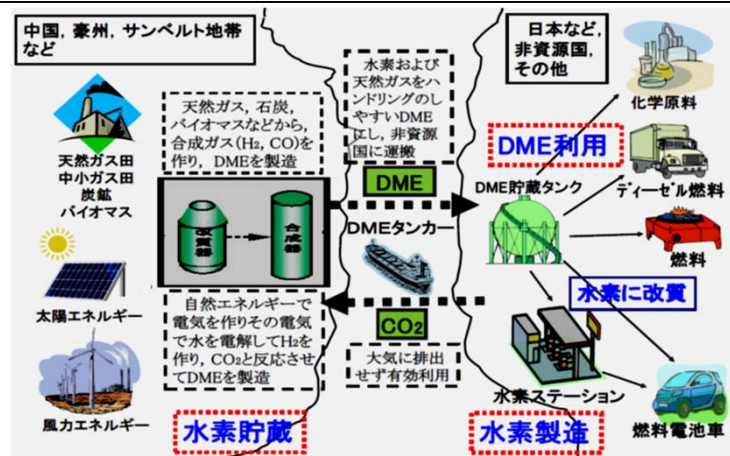 中国，豪州，サンベルト地帯
など
天然ガス田
中小ガス田
炭鉱
バイオマス
太陽エネルギー
風力エネルギー
天然ガス，石炭，
バイオマスなどから，
合成ガス(H₂, CO)を
作り，DMEを製造
改質器
合成器
自然エネルギーで
電気を作りその電気
で水を電解してH₂を
作り，CO₂と反応させ
てDMEを製造
水素貯蔵
水素および
天然ガスをハ
ンドリングのし
やすいDME
にし，非資源
国に運搬
DME
DMEタンカー
CO₂
大気に排出
せず有効利用
日本など，
非資源国，
その他
DME利用
DME貯蔵タンク
化学原料
ディーゼル燃料
燃料
水素に改質
水素ステーション
燃料電池車
水素製造